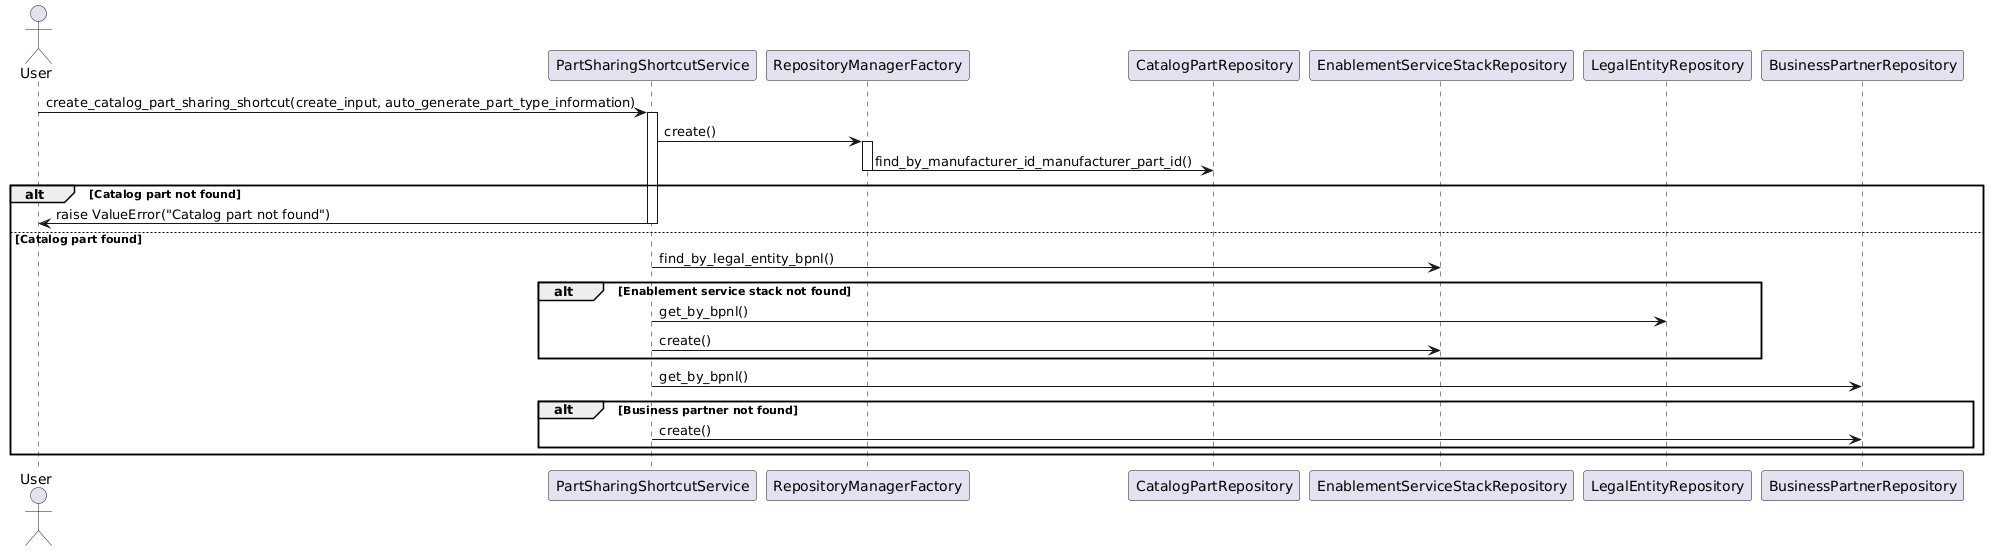 User
PartSharingShortcutService
RepositoryManagerFactory
CatalogPartRepository
EnablementServiceStackRepository
LegalEntityRepository
BusinessPartnerRepository
create_catalog_part_sharing_shortcut(create_input, auto_generate_part_type_information)
create()
find_by_manufacturer_id_manufacturer_part_id()
alt [Catalog part not found]
raise ValueError("Catalog part not found")
[Catalog part found]
find_by_legal_entity_bpnl()
alt [Enablement service stack not found]
get_by_bpnl()
create()
get_by_bpnl()
alt [Business partner not found]
create()
User
PartSharingShortcutService
RepositoryManagerFactory
CatalogPartRepository
EnablementServiceStackRepository
LegalEntityRepository
BusinessPartnerRepository